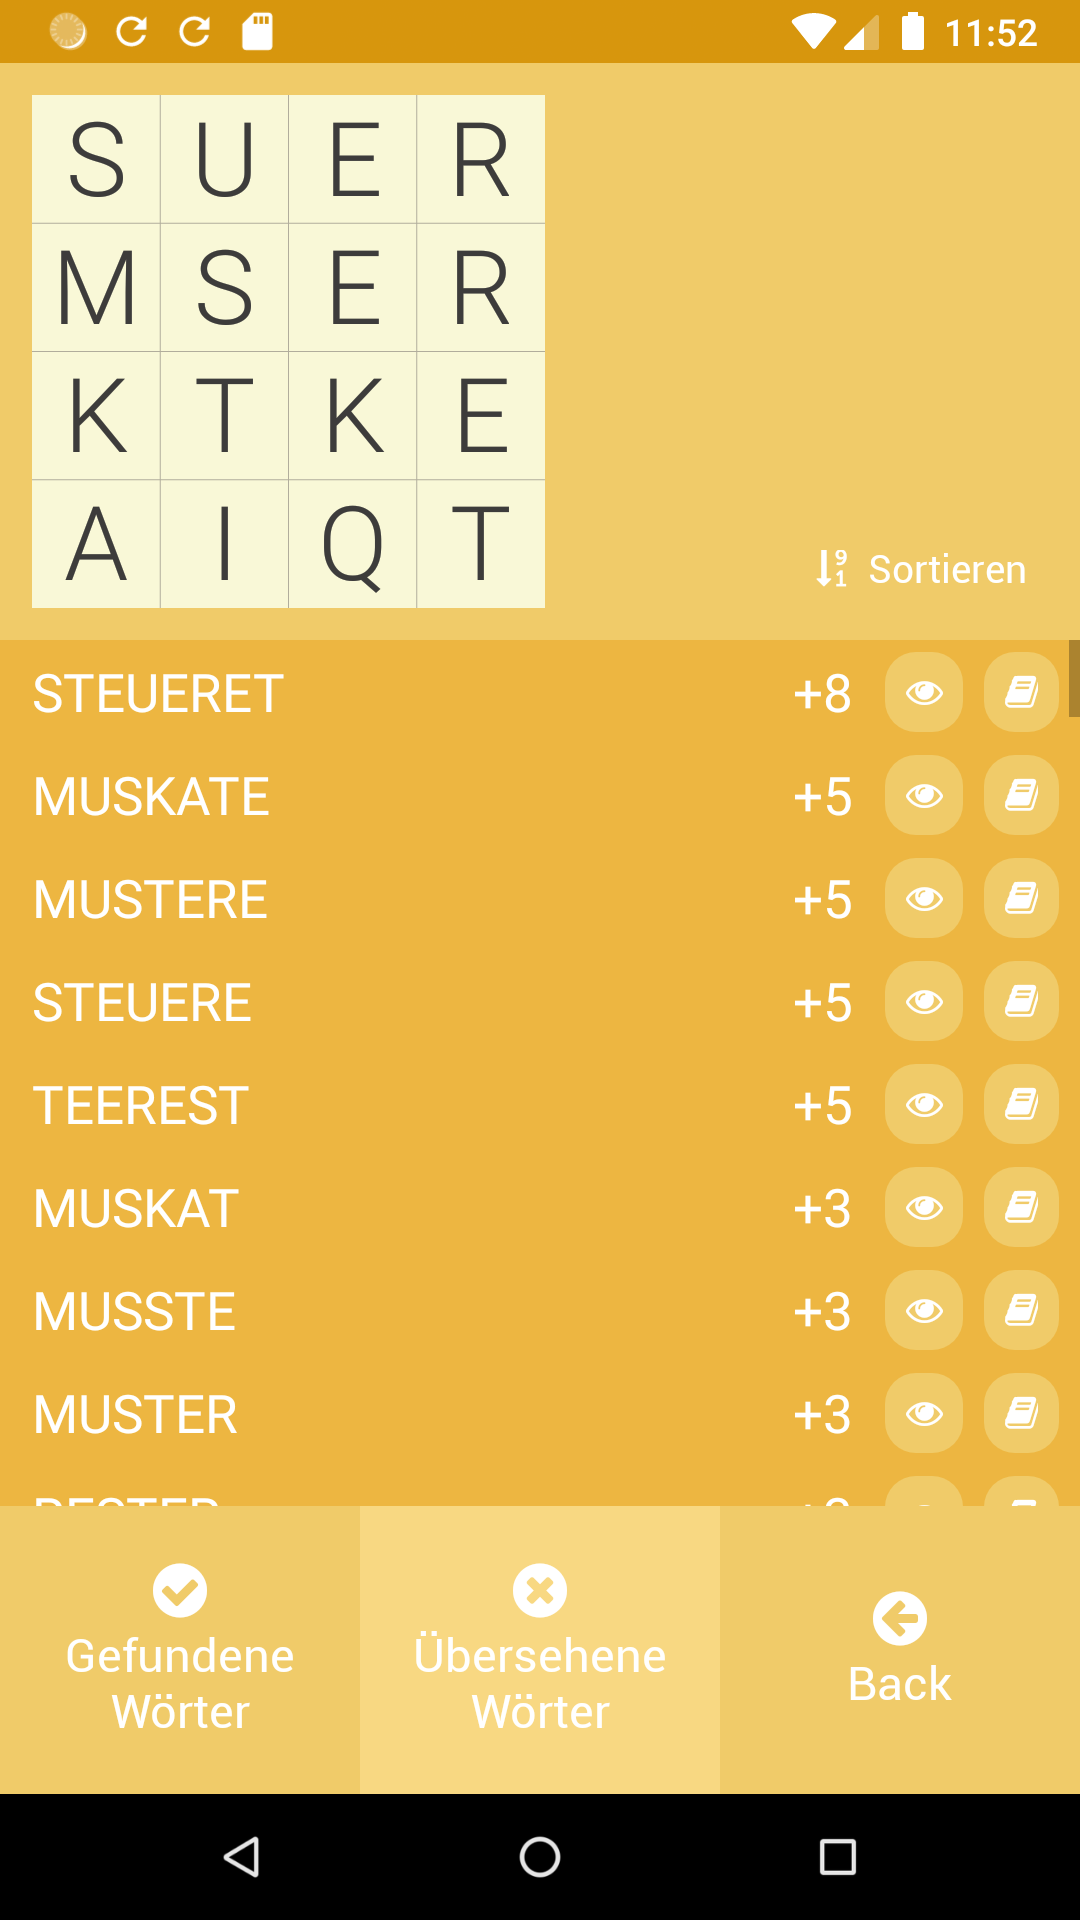 11:52
S U E R
M S E R
K T K E
A I Q T
Sortieren
STEUERET +8
MUSKATE +5
MUSTERE +5
STEUERE +5
TEEREST +5
MUSKAT +3
MUSSTE +3
MUSTER +3
Gefundene
Wörter
Übersehene
Wörter
Back